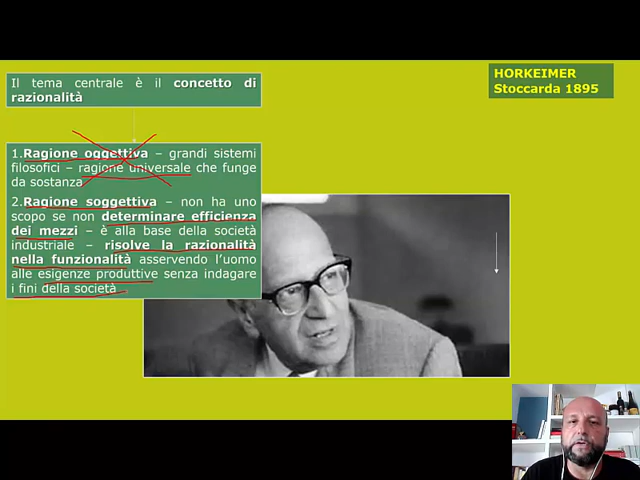 HORKEIMER
Stoccarda 1895
Il tema centrale è il concetto di
razionalità
1.Ragione oggettiva – grandi sistemi
filosofici – ragione universale che funge
da sostanza
2.Ragione soggettiva – non ha uno
scopo se non determinare efficienza
dei mezzi – è alla base della società
industriale – risolve la razionalità
nella funzionalità asservendo l'uomo
alle esigenze produttive senza indagare
i fini della società